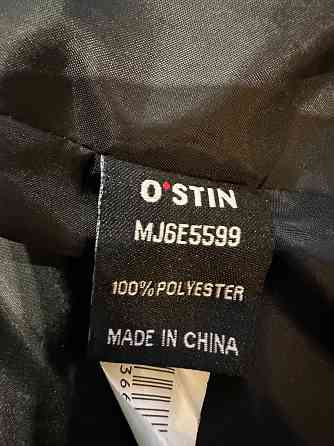 O'STIN
MJ6E5599
100%POLYESTER
MADE IN CHINA